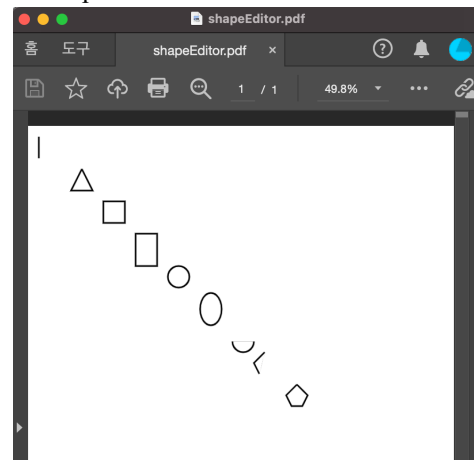 shapeEditor.pdf
홈 도구 shapeEditor.pdf ×
1 / 1 49.8%